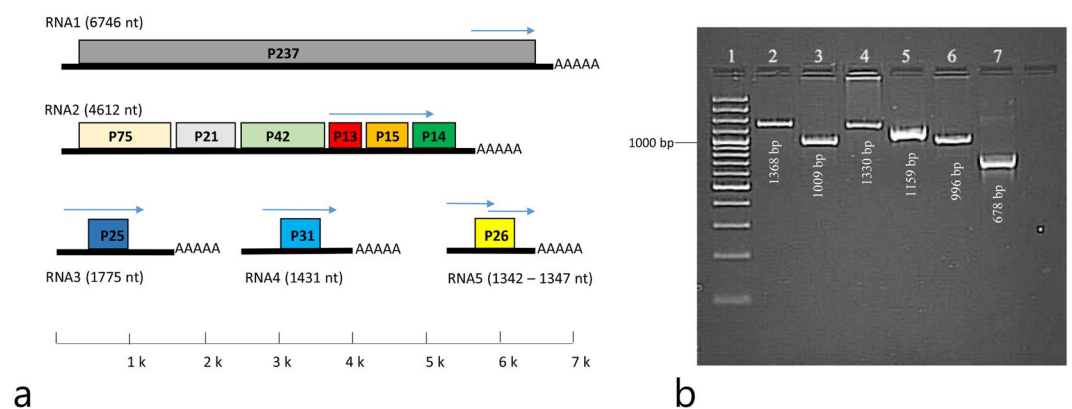 RNA1 (6746 nt)
P237
AAAAA
RNA2 (4612 nt)
P75 P21 P42 P13 P15 P14
AAAAA
P25
AAAAA
P31
AAAAA
P26
AAAAA
RNA3 (1775 nt)
RNA4 (1431 nt)
RNA5 (1342 – 1347 nt)
1 k 2 k 3 k 4 k 5 k 6 k 7 k
a
1 2 3 4 5 6 7
1000 bp
1368 bp
1009 bp
1330 bp
1159 bp
996 bp
678 bp
b